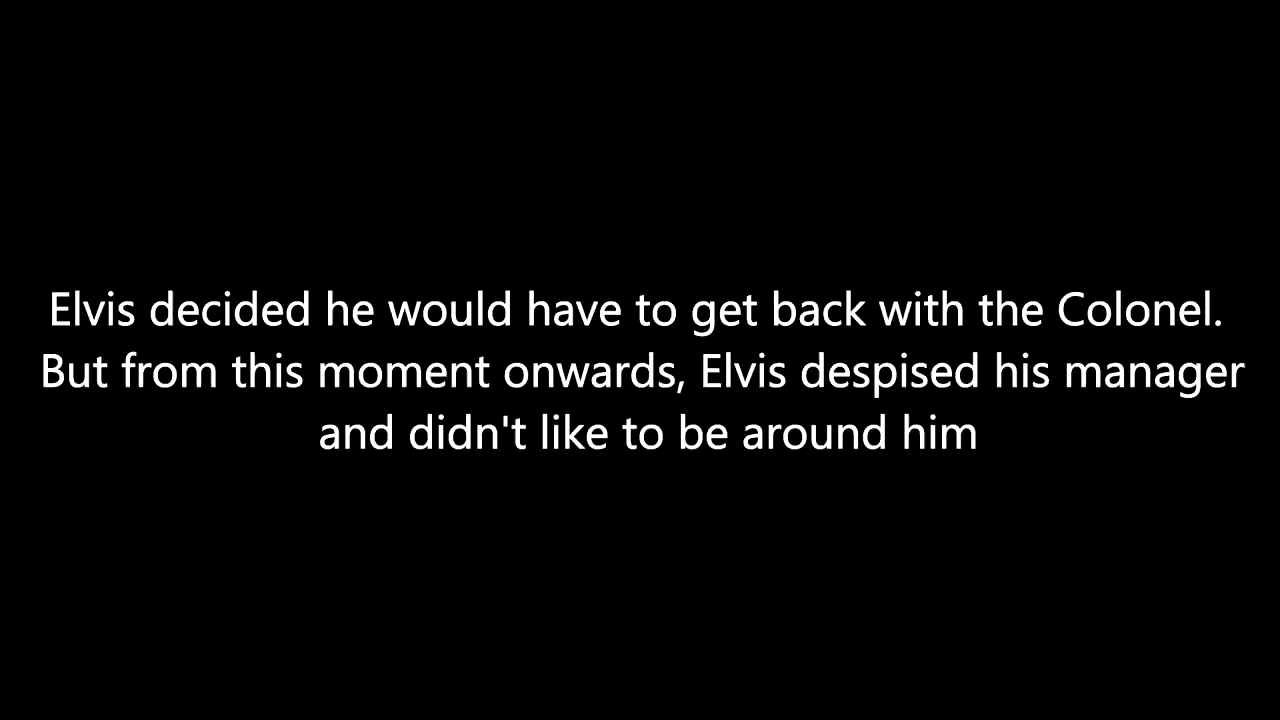 Elvis decided he would have to get back with the Colonel.
But from this moment onwards, Elvis despised his manager
and didn't like to be around him